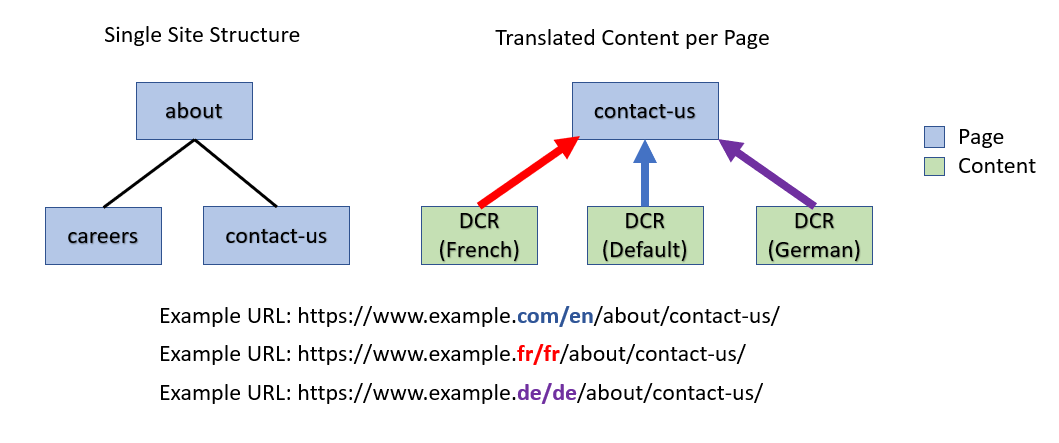 Single Site Structure
Translated Content per Page
about
contact-us
Page
Content
careers
contact-us
DCR
(French)
DCR
(Default)
DCR
(German)
Example URL: https://www.example.com/en/about/contact-us/
Example URL: https://www.example.fr/fr/about/contact-us/
Example URL: https://www.example.de/de/about/contact-us/